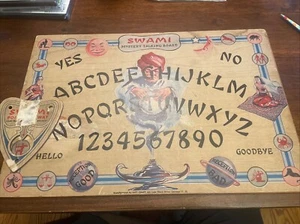 SWAMI
MYSTERY TALKING BOARD
YES NO
ABCDEFGHIJKLM
NOPQRSTUVWXYZ
1234567890
HELLO GOODBYE